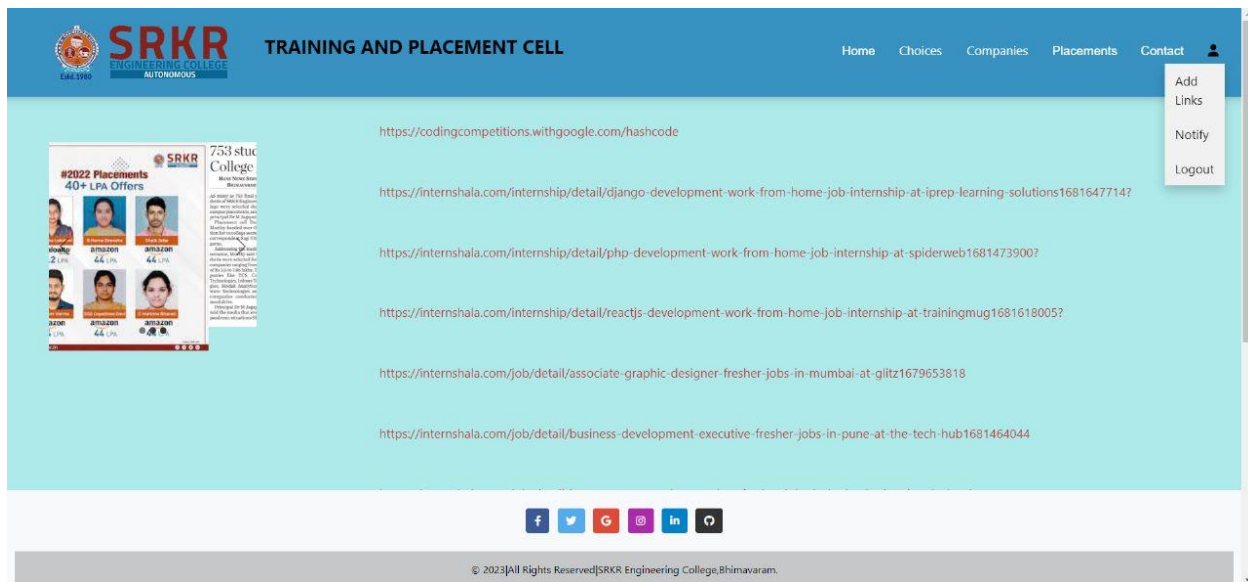 SRKR
ENGINEERING COLLEGE
AUTONOMOUS
Estd.1980
TRAINING AND PLACEMENT CELL
Home Choices Companies Placements Contact
Add
Links
Notify
Logout
https://codingcompetitions.withgoogle.com/hashcode
https://internshala.com/internship/detail/django-development-work-from-home-job-internship-at-iprep-learning-solutions1681647714?
https://internshala.com/internship/detail/php-development-work-from-home-job-internship-at-spiderweb1681473900?
https://internshala.com/internship/detail/reactjs-development-work-from-home-job-internship-at-trainingmug1681618005?
https://internshala.com/job/detail/associate-graphic-designer-fresher-jobs-in-mumbai-at-glitz1679653818
https://internshala.com/job/detail/business-development-executive-fresher-jobs-in-pune-at-the-tech-hub1681464044
SRKR
#2022 Placements
40+ LPA Offers
amazon amazon
44 LPA 44 LPA
amazon amazon
44 LPA 44 LPA
753 stud
College
© 2023|All Rights Reserved|SRKR Engineering College,Bhimavaram.